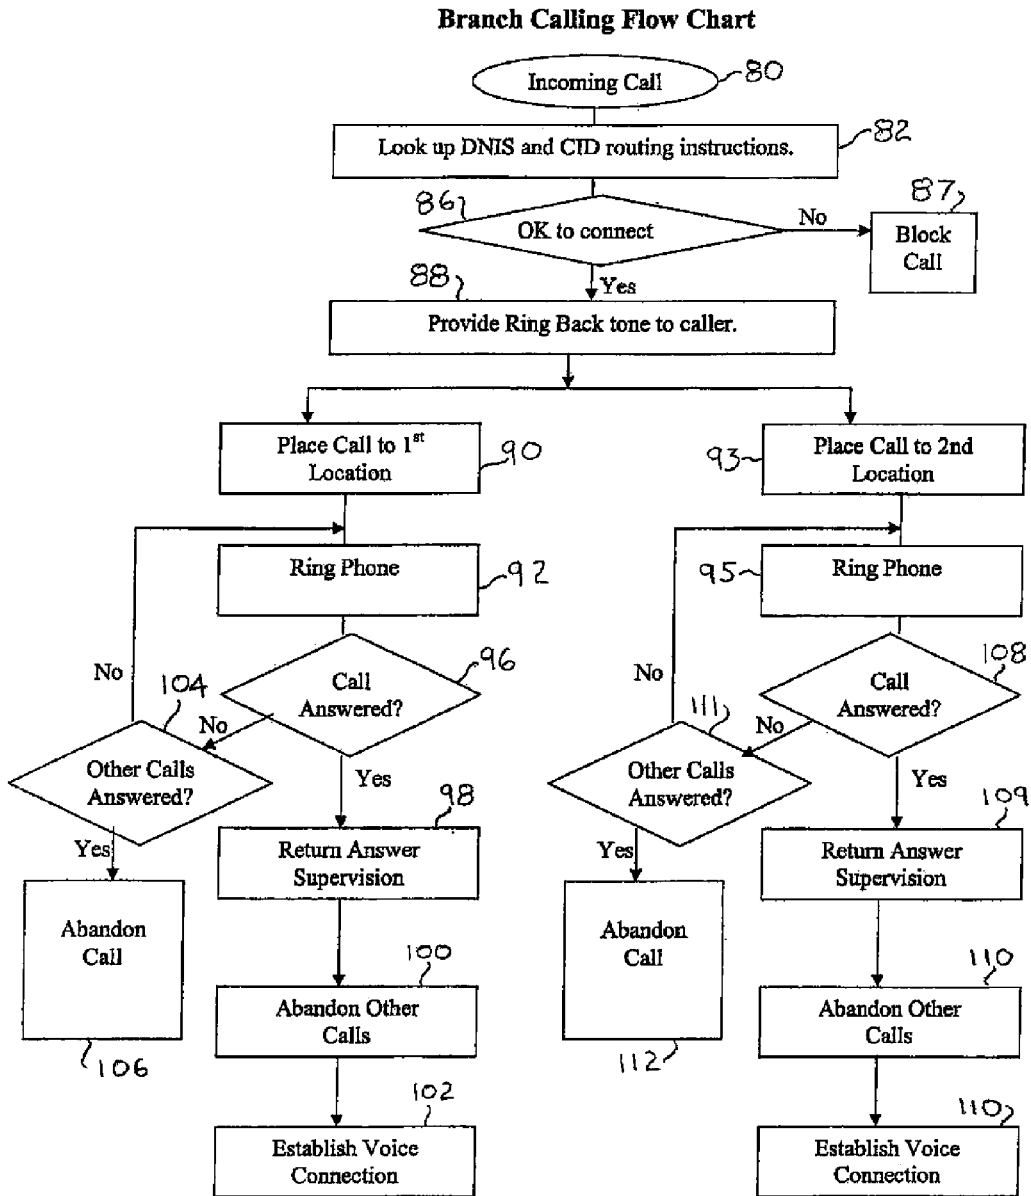 Branch Calling Flow Chart
Incoming Call
80
Look up DNIS and CID routing instructions.
82
86
OK to connect
No
87
Block
Call
88
Yes
Provide Ring Back tone to caller.
Place Call to 1st
Location
90
93
Place Call to 2nd
Location
Ring Phone
92
95
Ring Phone
No
104
Call
Answered?
96
No
Other Calls
Answered?
Yes
Yes
98
Return Answer
Supervision
Abandon
Call
106
100
Abandon Other
Calls
102
Establish Voice
Connection
No
111
Call
Answered?
108
No
Other Calls
Answered?
Yes
Yes
109
Return Answer
Supervision
Abandon
Call
112
110
Abandon Other
Calls
110
Establish Voice
Connection